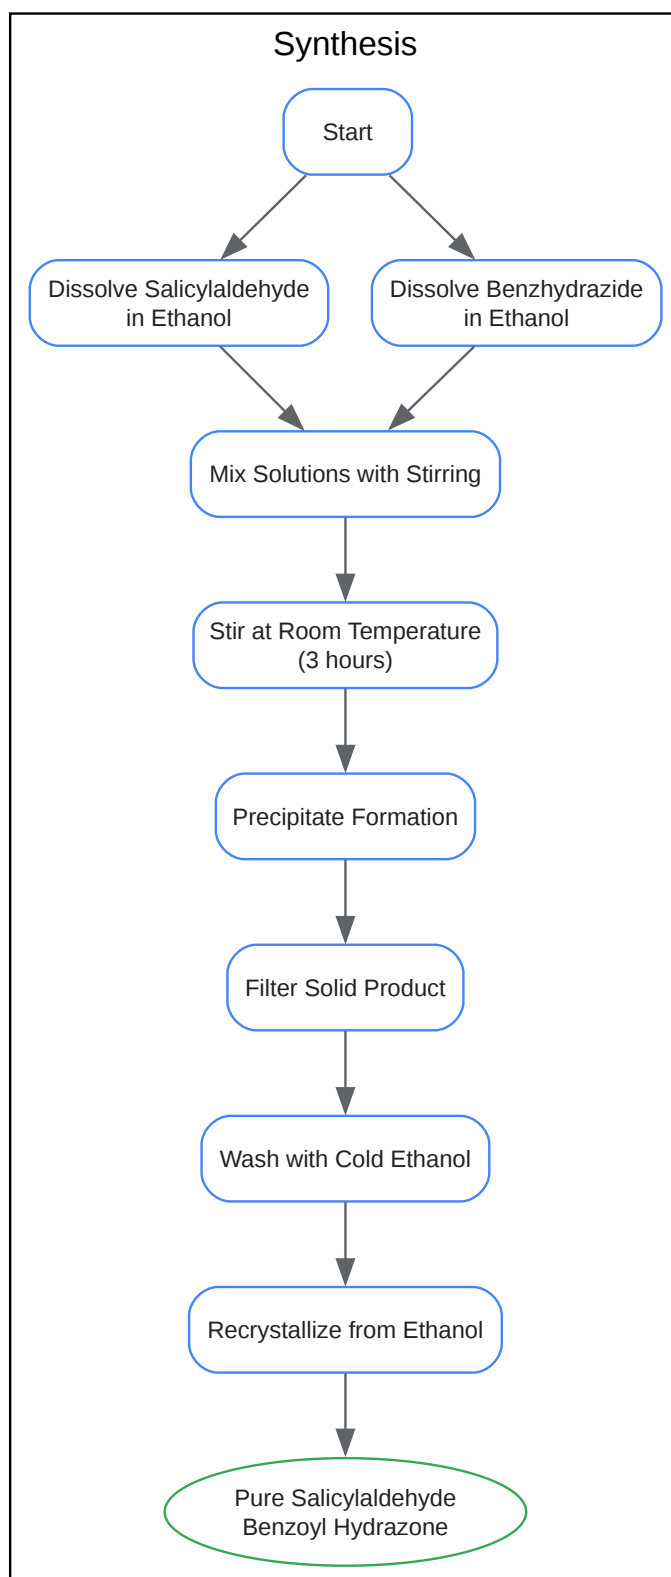 Synthesis
Start
Dissolve Salicylaldehyde
in Ethanol
Dissolve Benzhydrazide
in Ethanol
Mix Solutions with Stirring
Stir at Room Temperature
(3 hours)
Precipitate Formation
Filter Solid Product
Wash with Cold Ethanol
Recrystallize from Ethanol
Pure Salicylaldehyde
Benzoyl Hydrazone